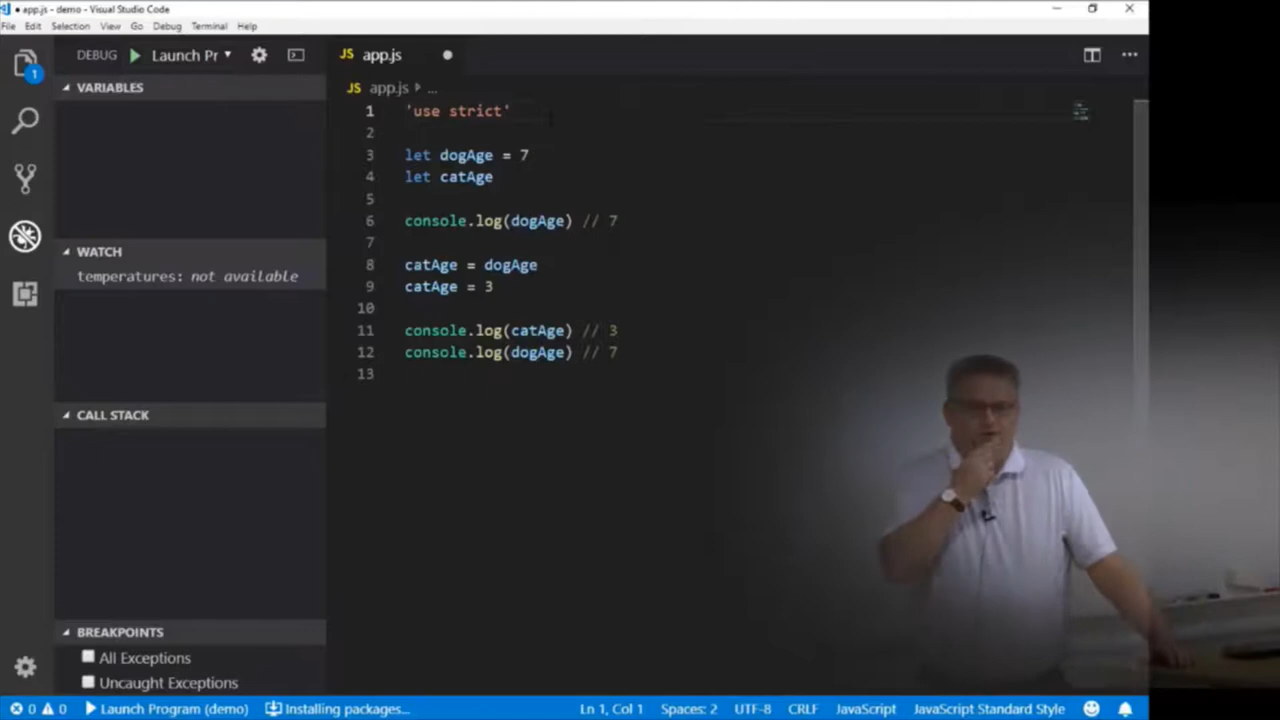 ● app.js - demo - Visual Studio Code
File Edit Selection View Go Debug Terminal Help
DEBUG Launch Pr
JS app.js ●
1
JS app.js ...
VARIABLES
1 'use strict'
2
3 let dogAge = 7
4 let catAge
5
6 console.log(dogAge) // 7
7
8 catAge = dogAge
9 catAge = 3
10
11 console.log(catAge) // 3
12 console.log(dogAge) // 7
13
WATCH
temperatures: not available
CALL STACK
BREAKPOINTS
All Exceptions
Uncaught Exceptions
0 0 Launch Program (demo) Installing packages... Ln 1, Col 1 Spaces: 2 UTF-8 CRLF JavaScript JavaScript Standard Style